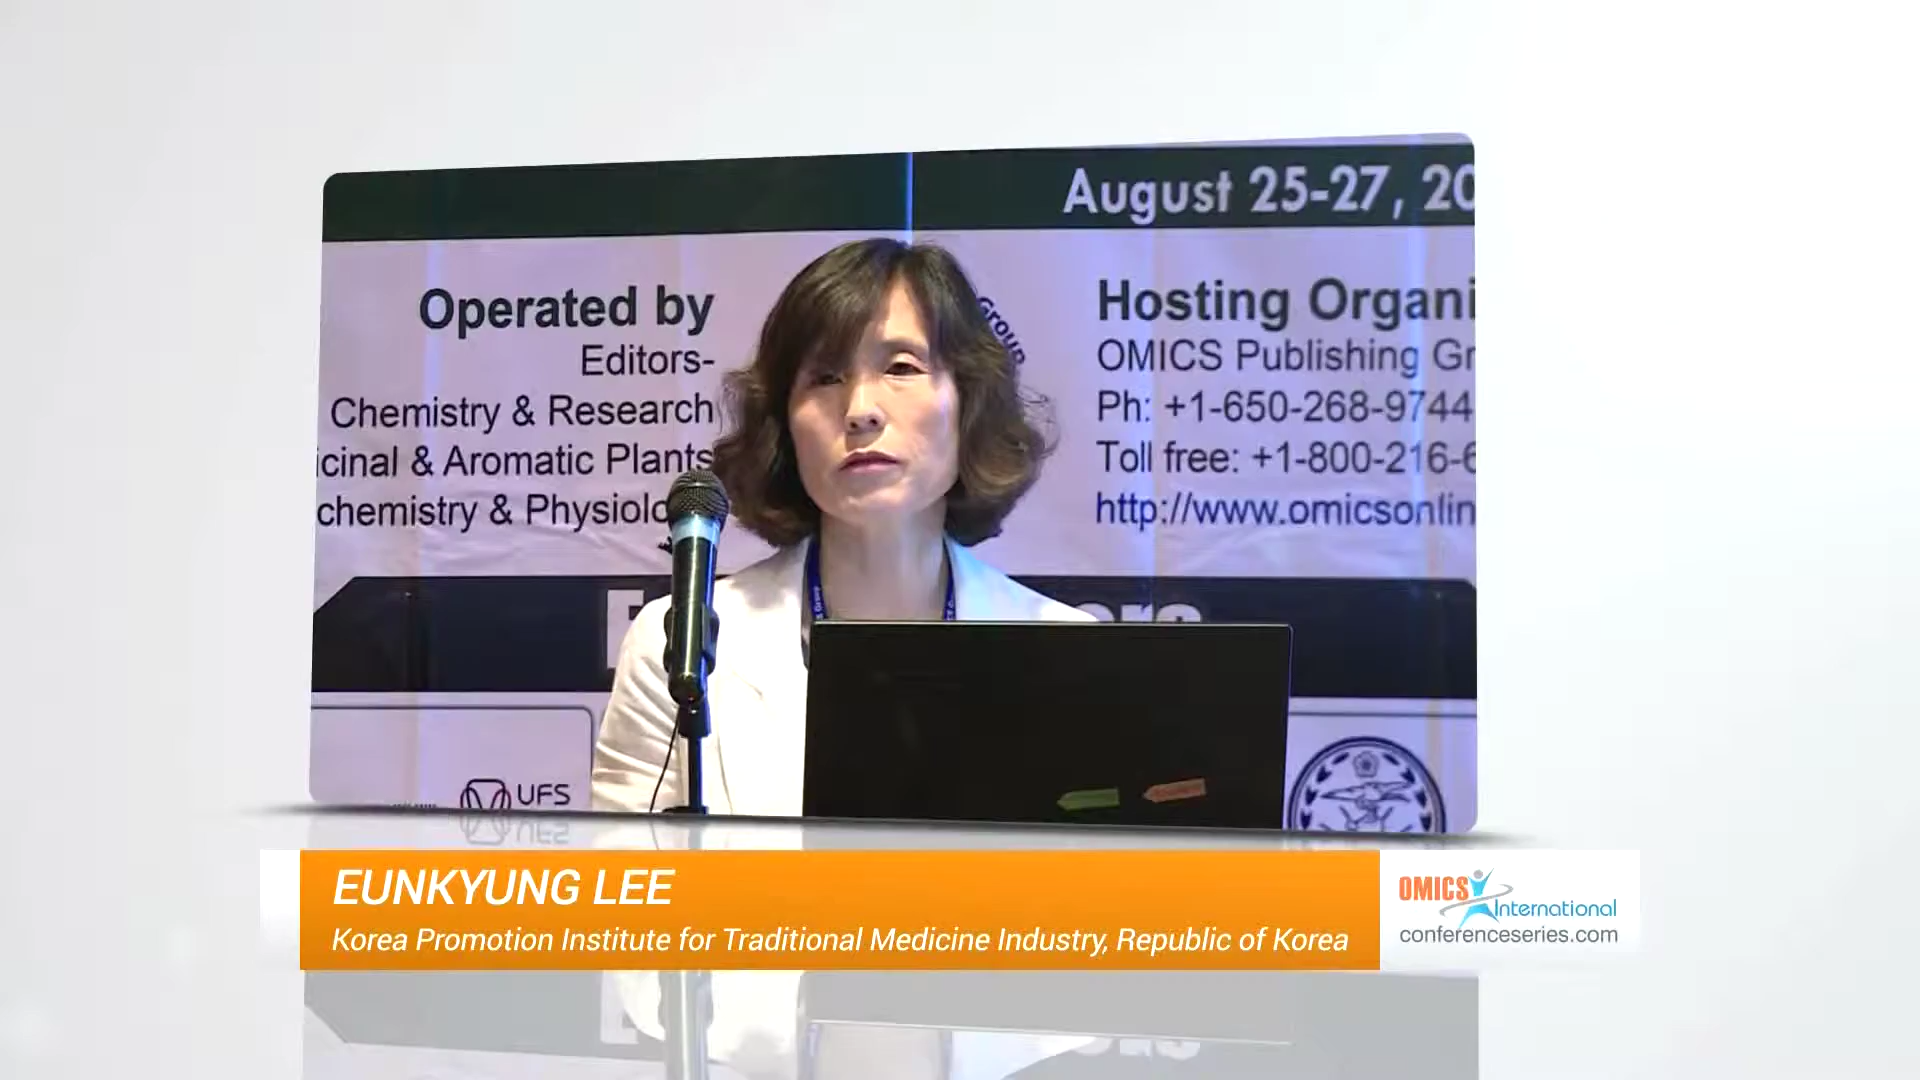 August 25-27, 20
Operated by
Editors-
Chemistry & Research
icinal & Aromatic Plants
chemistry & Physiolo
Group
Hosting Organi
OMICS Publishing Gr
Ph: +1-650-268-9744
Toll free: +1-800-216-6
http://www.omicsonlin
UFS
EUNKYUNG LEE
Korea Promotion Institute for Traditional Medicine Industry, Republic of Korea
OMICS
International
conferenceseries.com